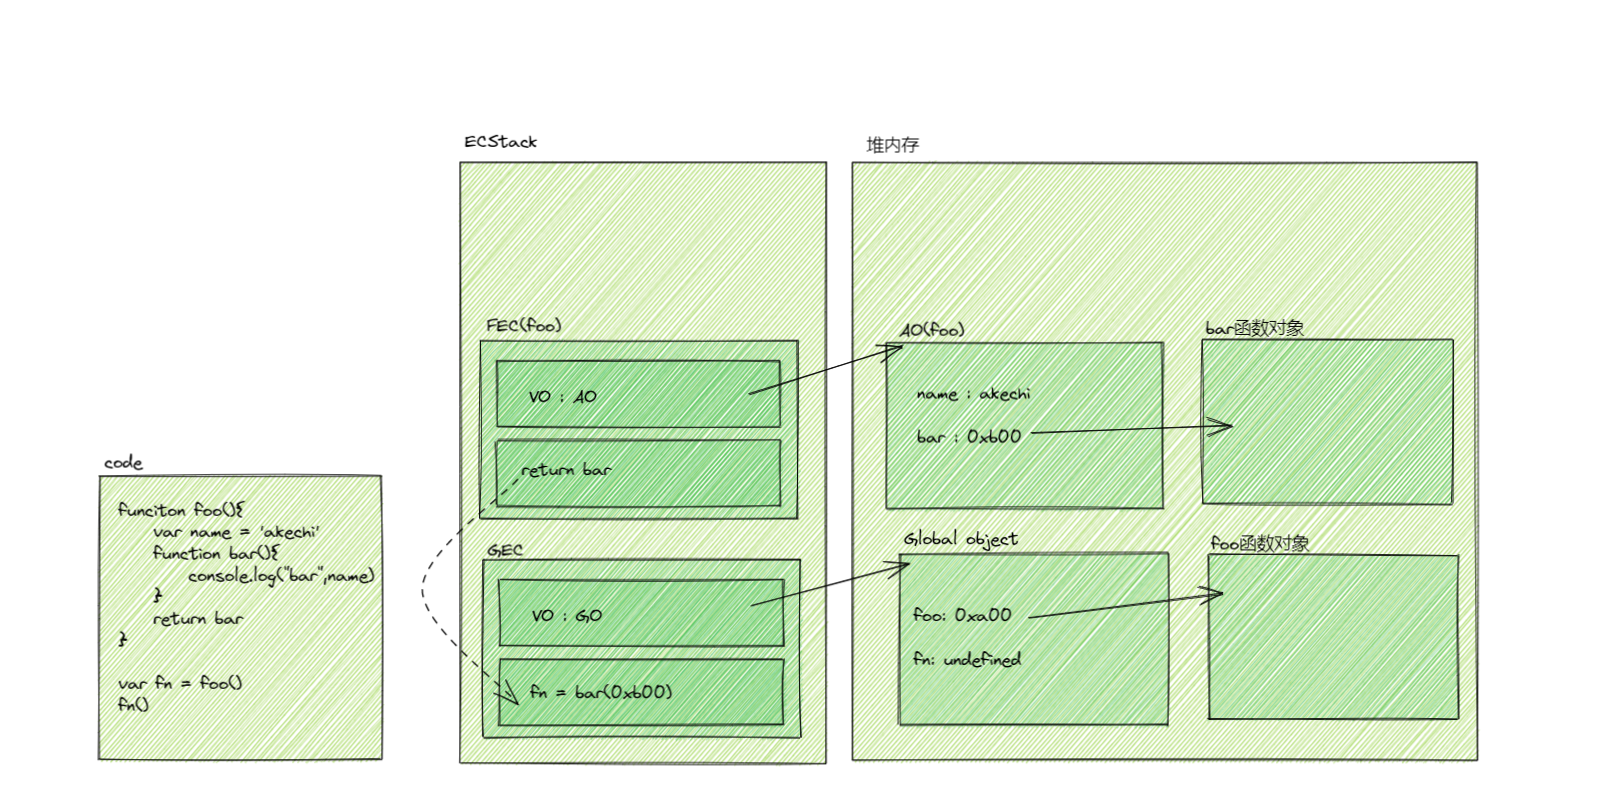 code
funciton foo(){
var name = 'akechi'
function bar(){
console.log("bar",name)
}
return bar
}
var fn = foo()
fn()
ECStack
FEC(foo)
VO : AO
return bar
GEC
VO : GO
fn = bar(0xb00)
堆内存
AO(foo)
name : akechi
bar : 0xb00
bar函数对象
Global object
foo: 0xa00
fn: undefined
foo函数对象